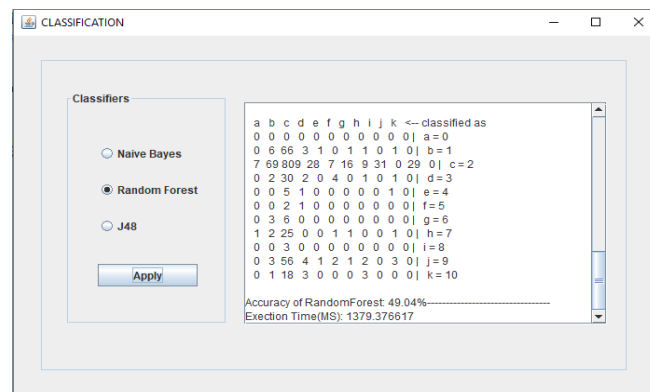 CLASSIFICATION
Classifiers
Naive Bayes
Random Forest
J48
Apply
a b c d e f g h i j k <-- classified as
0 0 0 0 0 0 0 0 0 0 0| a = 0
0 6 66 3 1 0 1 1 0 1 0| b = 1
7 69 809 28 7 16 9 31 0 29 0| c = 2
0 2 30 2 0 4 0 1 0 1 0| d = 3
0 0 5 1 0 0 0 0 0 1 0| e = 4
0 0 2 1 0 0 0 0 0 0 0| f = 5
0 3 6 0 0 0 0 0 0 0 0| g = 6
1 2 25 0 0 1 1 0 0 1 0| h = 7
0 0 3 0 0 0 0 0 0 0 0| i = 8
0 3 56 4 1 2 1 2 0 3 0| j = 9
0 1 18 3 0 0 0 3 0 0 0| k = 10
Accuracy of RandomForest: 49.04%---------------------------------
Exection Time(MS): 1379.376617